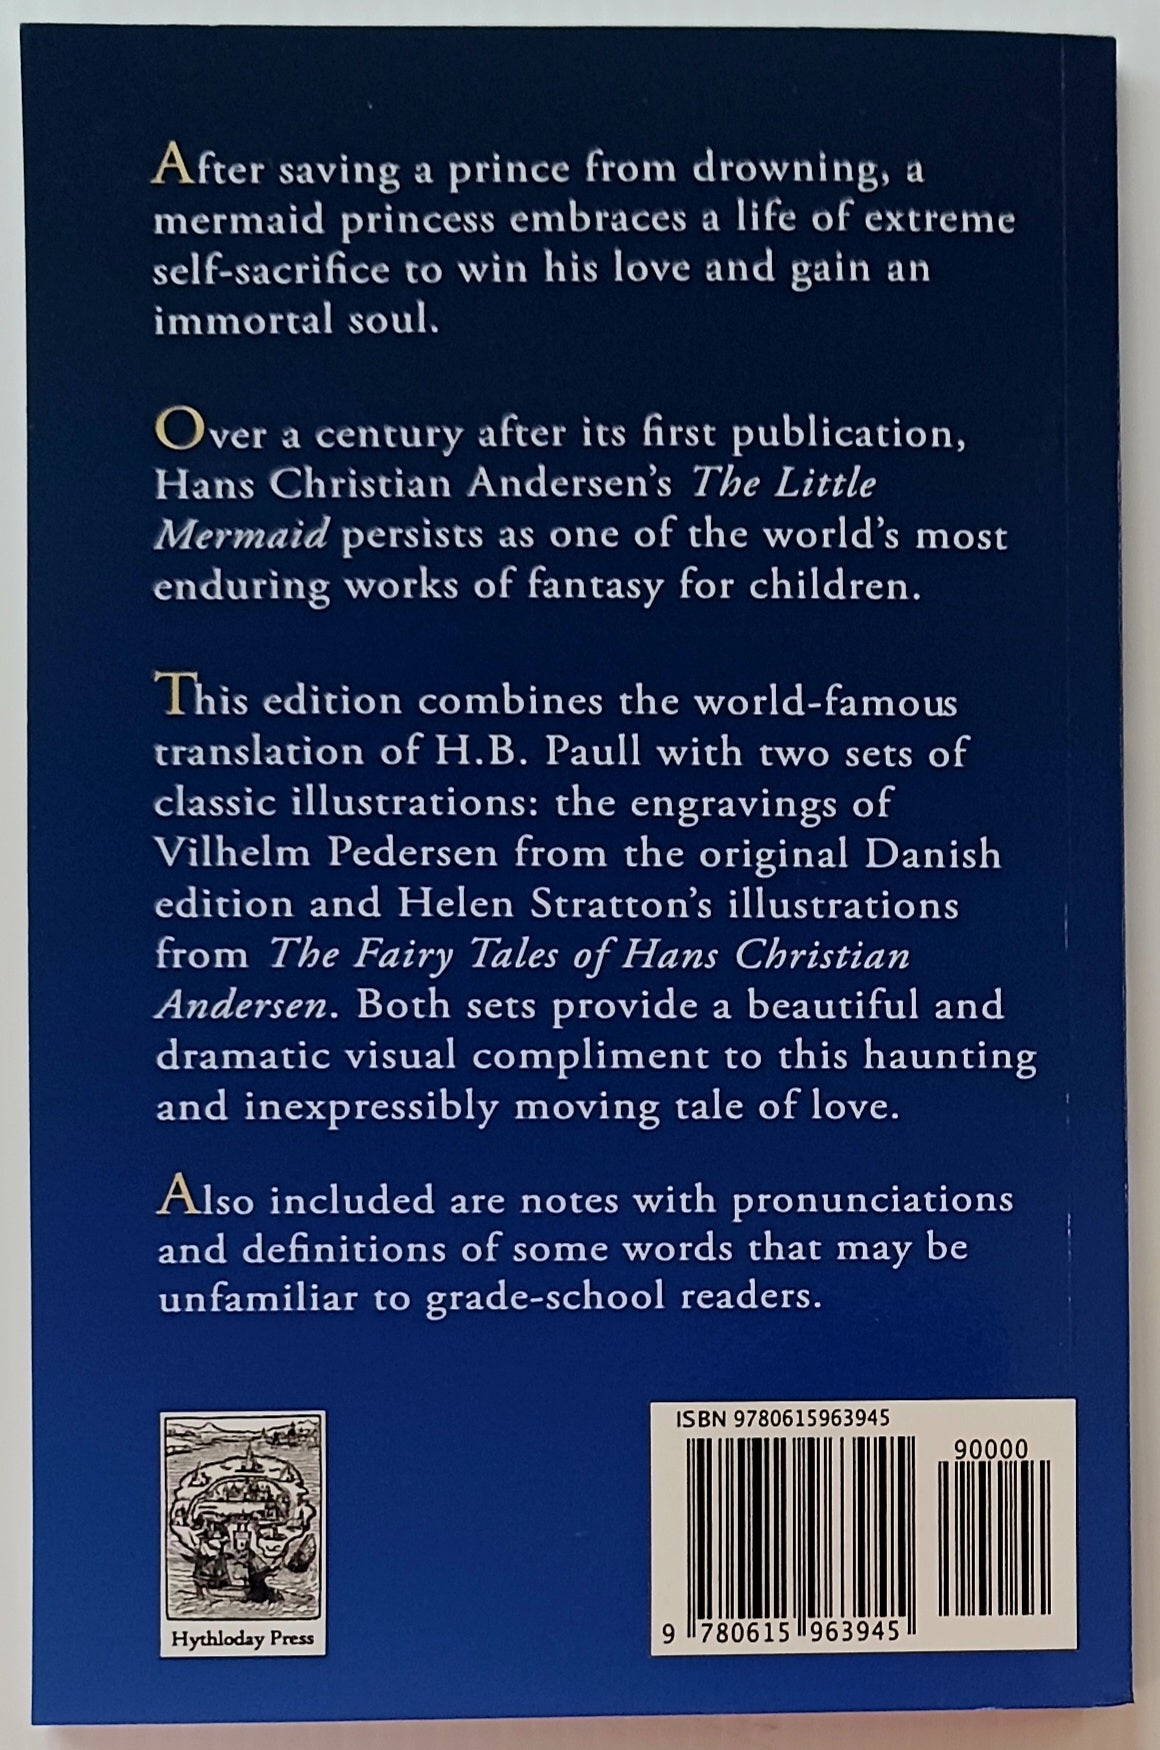 After saving a prince from drowning, a
mermaid princess embraces a life of extreme
self-sacrifice to win his love and gain an
immortal soul.
Over a century after its first publication,
Hans Christian Andersen's The Little
Mermaid persists as one of the world's most
enduring works of fantasy for children.
This edition combines the world-famous
translation of H.B. Paull with two sets of
classic illustrations: the engravings of
Vilhelm Pedersen from the original Danish
edition and Helen Stratton's illustrations
from The Fairy Tales of Hans Christian
Andersen. Both sets provide a beautiful and
dramatic visual compliment to this haunting
and inexpressibly moving tale of love.
Also included are notes with pronunciations
and definitions of some words that may be
unfamiliar to grade-school readers.
Hythloday Press
ISBN 9780615963945
90000
9 780615 963945